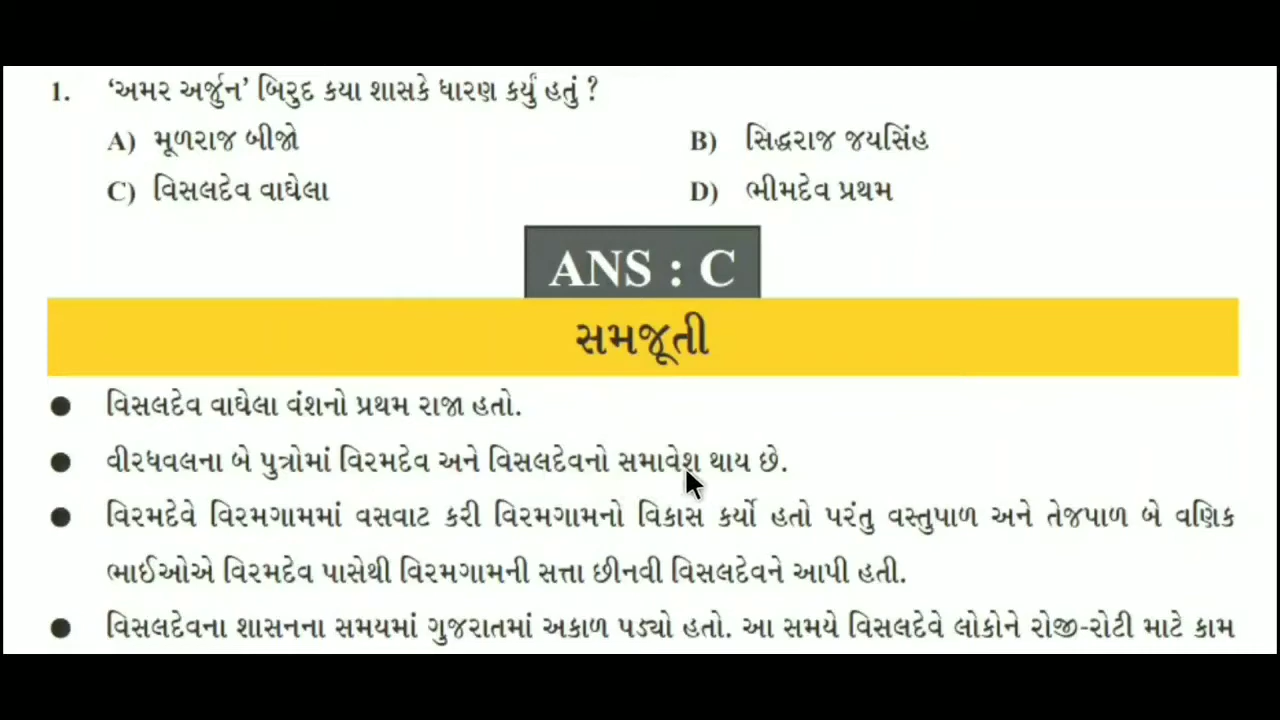 1. ‘અમર અર્જુન’ બિરુદ કયા શાસકે ધારણ કર્યું હતું ?
A) મૂળરાજ બીજો B) સિદ્ધરાજ જયસિંહ
C) વિસલદેવ વાઘેલા D) ભીમદેવ પ્રથમ
ANS : C
સમજૂતી
● વિસલદેવ વાઘેલા વંશનો પ્રથમ રાજા હતો.
● વીરધવલના બે પુત્રોમાં વિરમદેવ અને વિસલદેવનો સમાવેશ થાય છે.
● વિરમદેવે વિરમગામમાં વસવાટ કરી વિરમગામનો વિકાસ કર્યો હતો પરંતુ વસ્તુપાળ અને તેજપાળ બે વણિક
ભાઈઓએ વિરમદેવ પાસેથી વિરમગામની સત્તા છીનવી વિસલદેવને આપી હતી.
● વિસલદેવના શાસનના સમયમાં ગુજરાતમાં અકાળ પડ્યો હતો. આ સમયે વિસલદેવે લોકોને રોજી-રોટી માટે કામ